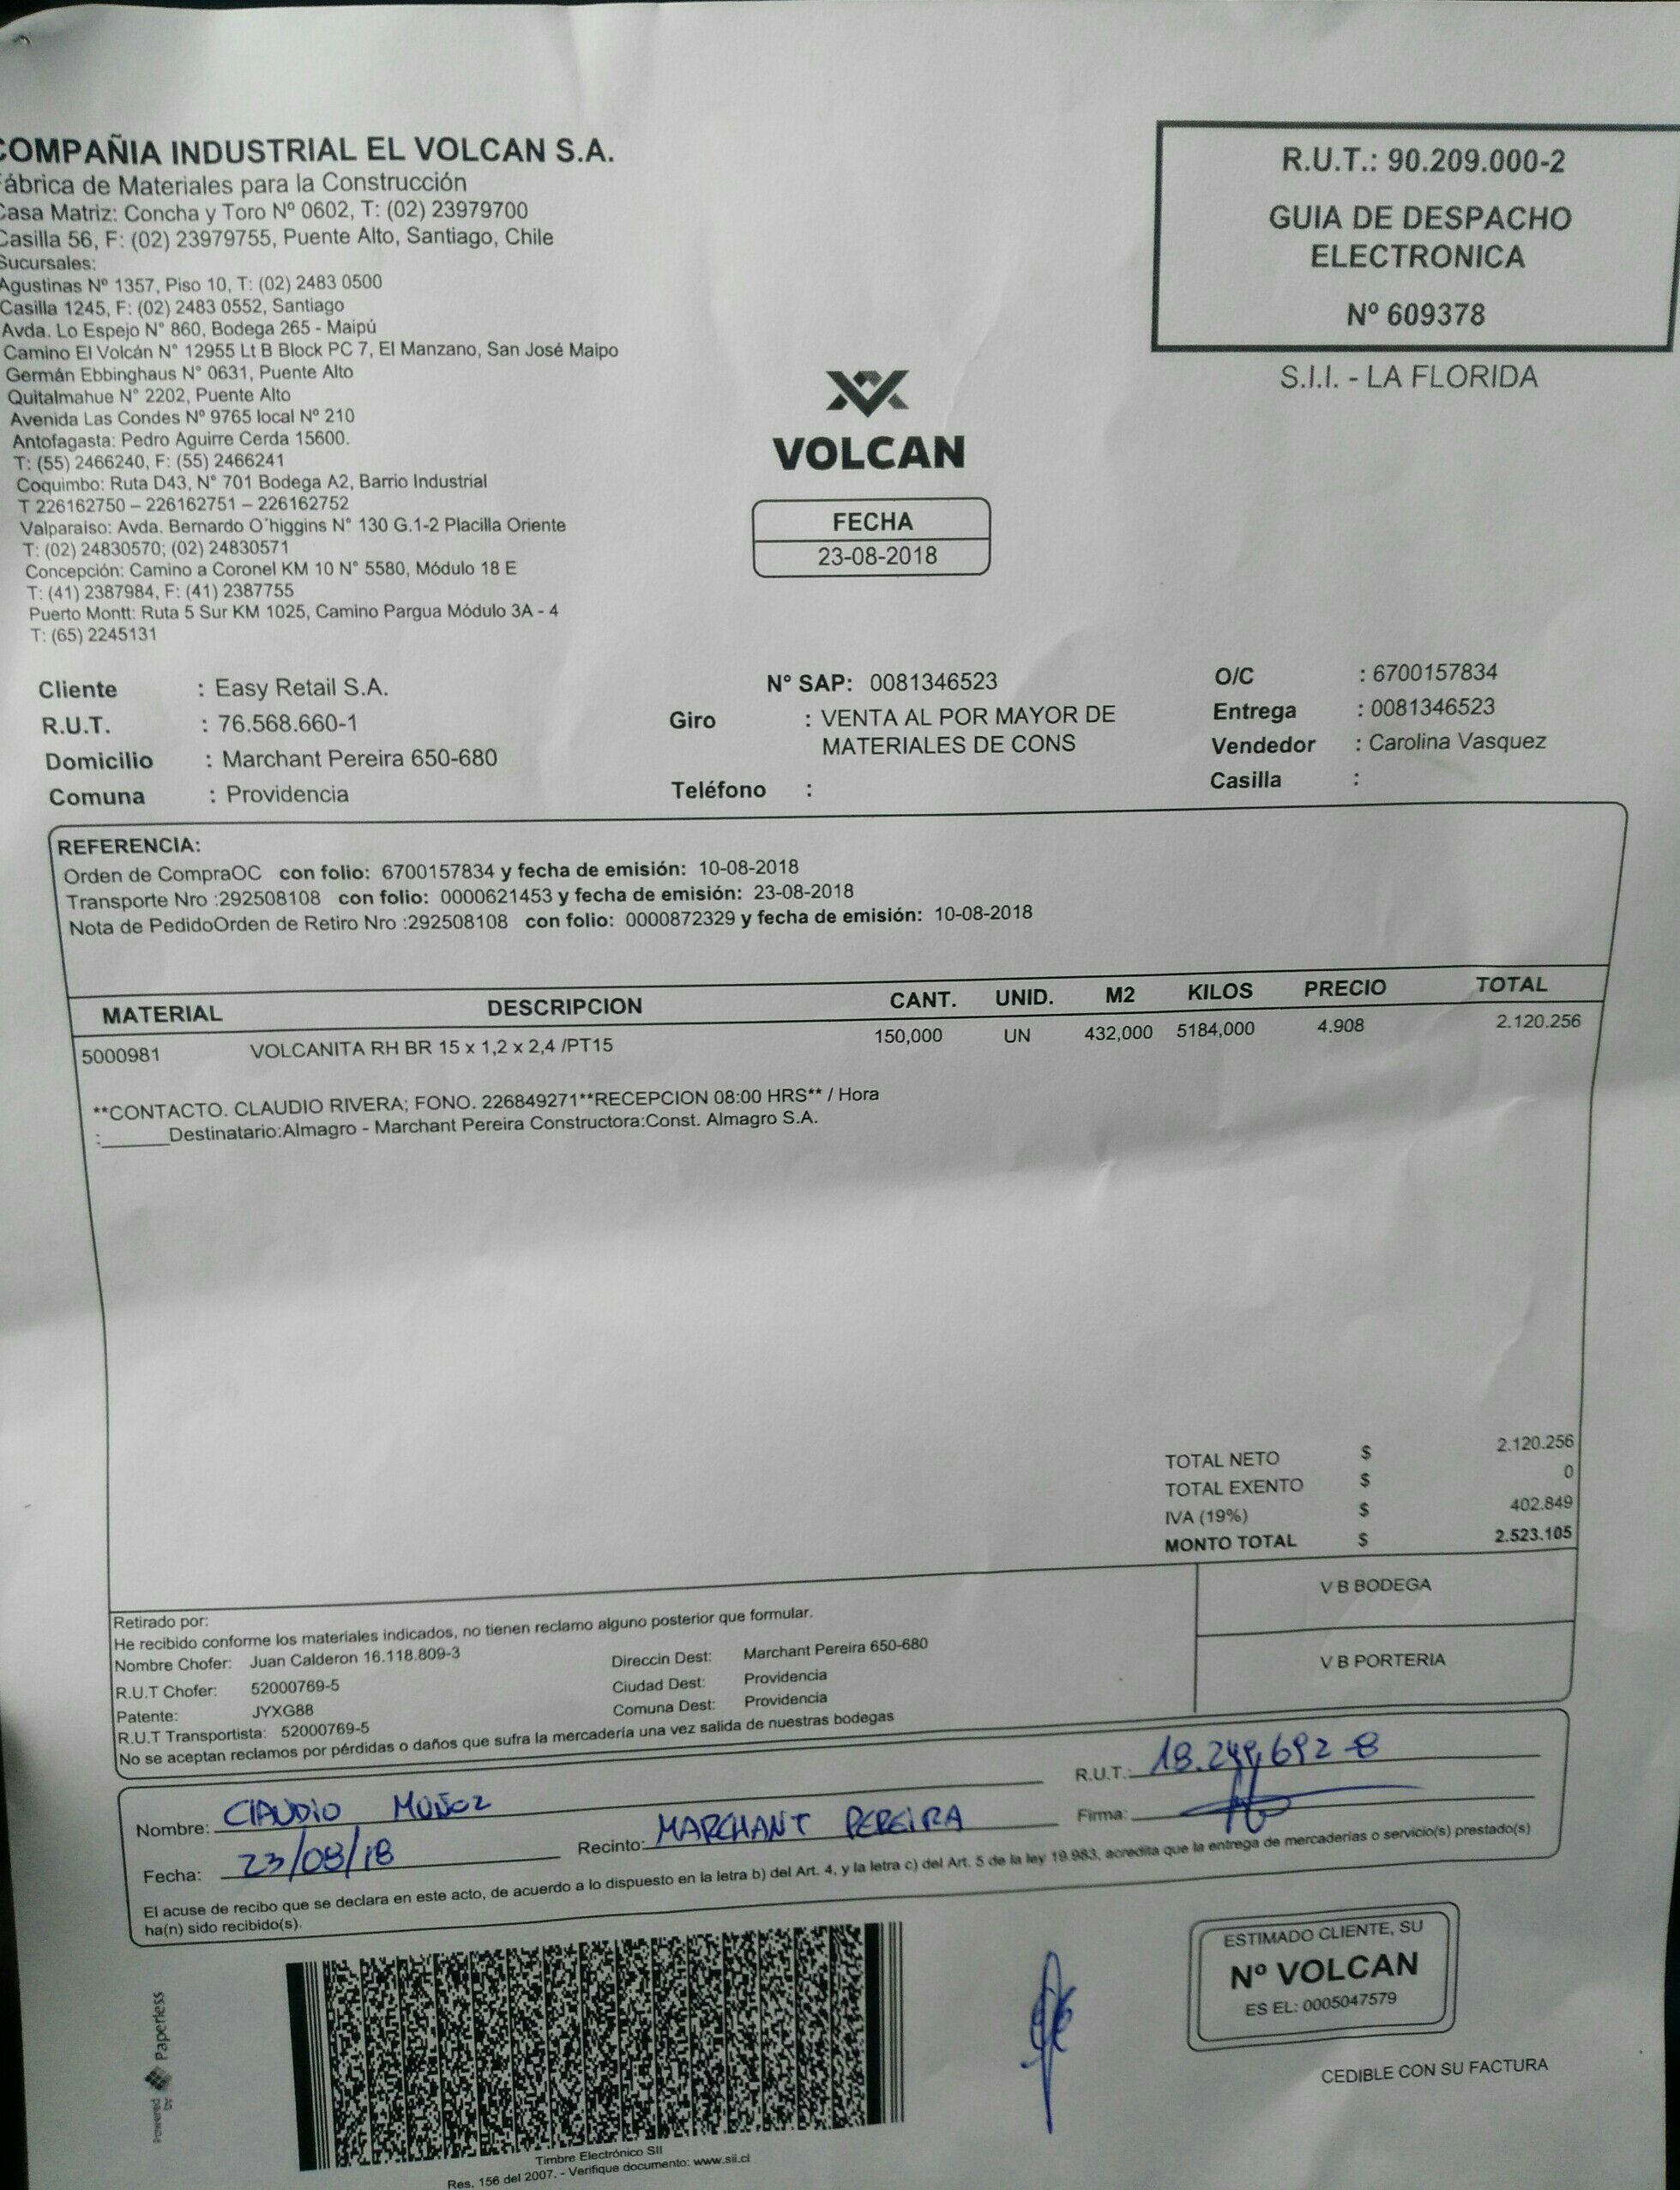 COMPAÑIA INDUSTRIAL EL VOLCAN S.A.
Fábrica de Materiales para la Construcción
Casa Matriz: Concha y Toro Nº 0602, T: (02) 23979700
Casilla 56, F: (02) 23979755, Puente Alto, Santiago, Chile
Sucursales:
Agustinas Nº 1357, Piso 10, T: (02) 2483 0500
Casilla 1245, F: (02) 2483 0552, Santiago
Avda. Lo Espejo N° 860, Bodega 265 - Maipú
Camino El Volcán N° 12955 Lt B Block PC 7, El Manzano, San José Maipo
Germán Ebbinghaus N° 0631, Puente Alto
Quitalmahue N° 2202, Puente Alto
Avenida Las Condes Nº 9765 local Nº 210
Antofagasta: Pedro Aguirre Cerda 15600.
T: (55) 2466240, F: (55) 2466241
Coquimbo: Ruta D43, N° 701 Bodega A2, Barrio Industrial
T 226162750 – 226162751 – 226162752
Valparaiso: Avda. Bernardo O´higgins N° 130 G.1-2 Placilla Oriente
T: (02) 24830570; (02) 24830571
Concepción: Camino a Coronel KM 10 N° 5580, Módulo 18 E
T: (41) 2387984, F: (41) 2387755
Puerto Montt: Ruta 5 Sur KM 1025, Camino Pargua Módulo 3A - 4
T: (65) 2245131
R.U.T.: 90.209.000-2
GUIA DE DESPACHO
ELECTRONICA
Nº 609378
S.I.I. - LA FLORIDA
VOLCAN
FECHA
23-08-2018
Cliente : Easy Retail S.A.
R.U.T. : 76.568.660-1
Domicilio : Marchant Pereira 650-680
Comuna : Providencia
N° SAP: 0081346523
Giro : VENTA AL POR MAYOR DE
MATERIALES DE CONS
Teléfono :
O/C : 6700157834
Entrega : 0081346523
Vendedor : Carolina Vasquez
Casilla :
REFERENCIA:
Orden de CompraOC con folio: 6700157834 y fecha de emisión: 10-08-2018
Transporte Nro :292508108 con folio: 0000621453 y fecha de emisión: 23-08-2018
Nota de PedidoOrden de Retiro Nro :292508108 con folio: 0000872329 y fecha de emisión: 10-08-2018
MATERIAL DESCRIPCION CANT. UNID. M2 KILOS PRECIO TOTAL
5000981 VOLCANITA RH BR 15 x 1,2 x 2,4 /PT15 150,000 UN 432,000 5184,000 4.908 2.120.256
**CONTACTO. CLAUDIO RIVERA; FONO. 226849271**RECEPCION 08:00 HRS** / Hora
:______Destinatario:Almagro - Marchant Pereira Constructora:Const. Almagro S.A.
TOTAL NETO $ 2.120.256
TOTAL EXENTO $ 0
IVA (19%) $ 402.849
MONTO TOTAL $ 2.523.105
V B BODEGA
V B PORTERIA
Retirado por:
He recibido conforme los materiales indicados, no tienen reclamo alguno posterior que formular.
Nombre Chofer: Juan Calderon 16.118.809-3
R.U.T Chofer: 52000769-5
Patente: JYXG88
R.U.T Transportista: 52000769-5
Direccin Dest: Marchant Pereira 650-680
Ciudad Dest: Providencia
Comuna Dest: Providencia
No se aceptan reclamos por pérdidas o daños que sufra la mercadería una vez salida de nuestras bodegas
Nombre: CLAUDIO MUÑOZ
R.U.T.: 18.249.692-8
Fecha: 23/08/18
Recinto: MARCHANT PEREIRA
Firma:
El acuse de recibo que se declara en este acto, de acuerdo a lo dispuesto en la letra b) del Art. 4, y la letra c) del Art. 5 de la ley 19.983, acredita que la entrega de mercaderías o servicio(s) prestado(s)
ha(n) sido recibido(s).
Powered by Paperless
Timbre Electrónico SII
Res. 156 del 2007. - Verifique documento: www.sii.cl
ESTIMADO CLIENTE, SU
Nº VOLCAN
ES EL: 0005047579
CEDIBLE CON SU FACTURA